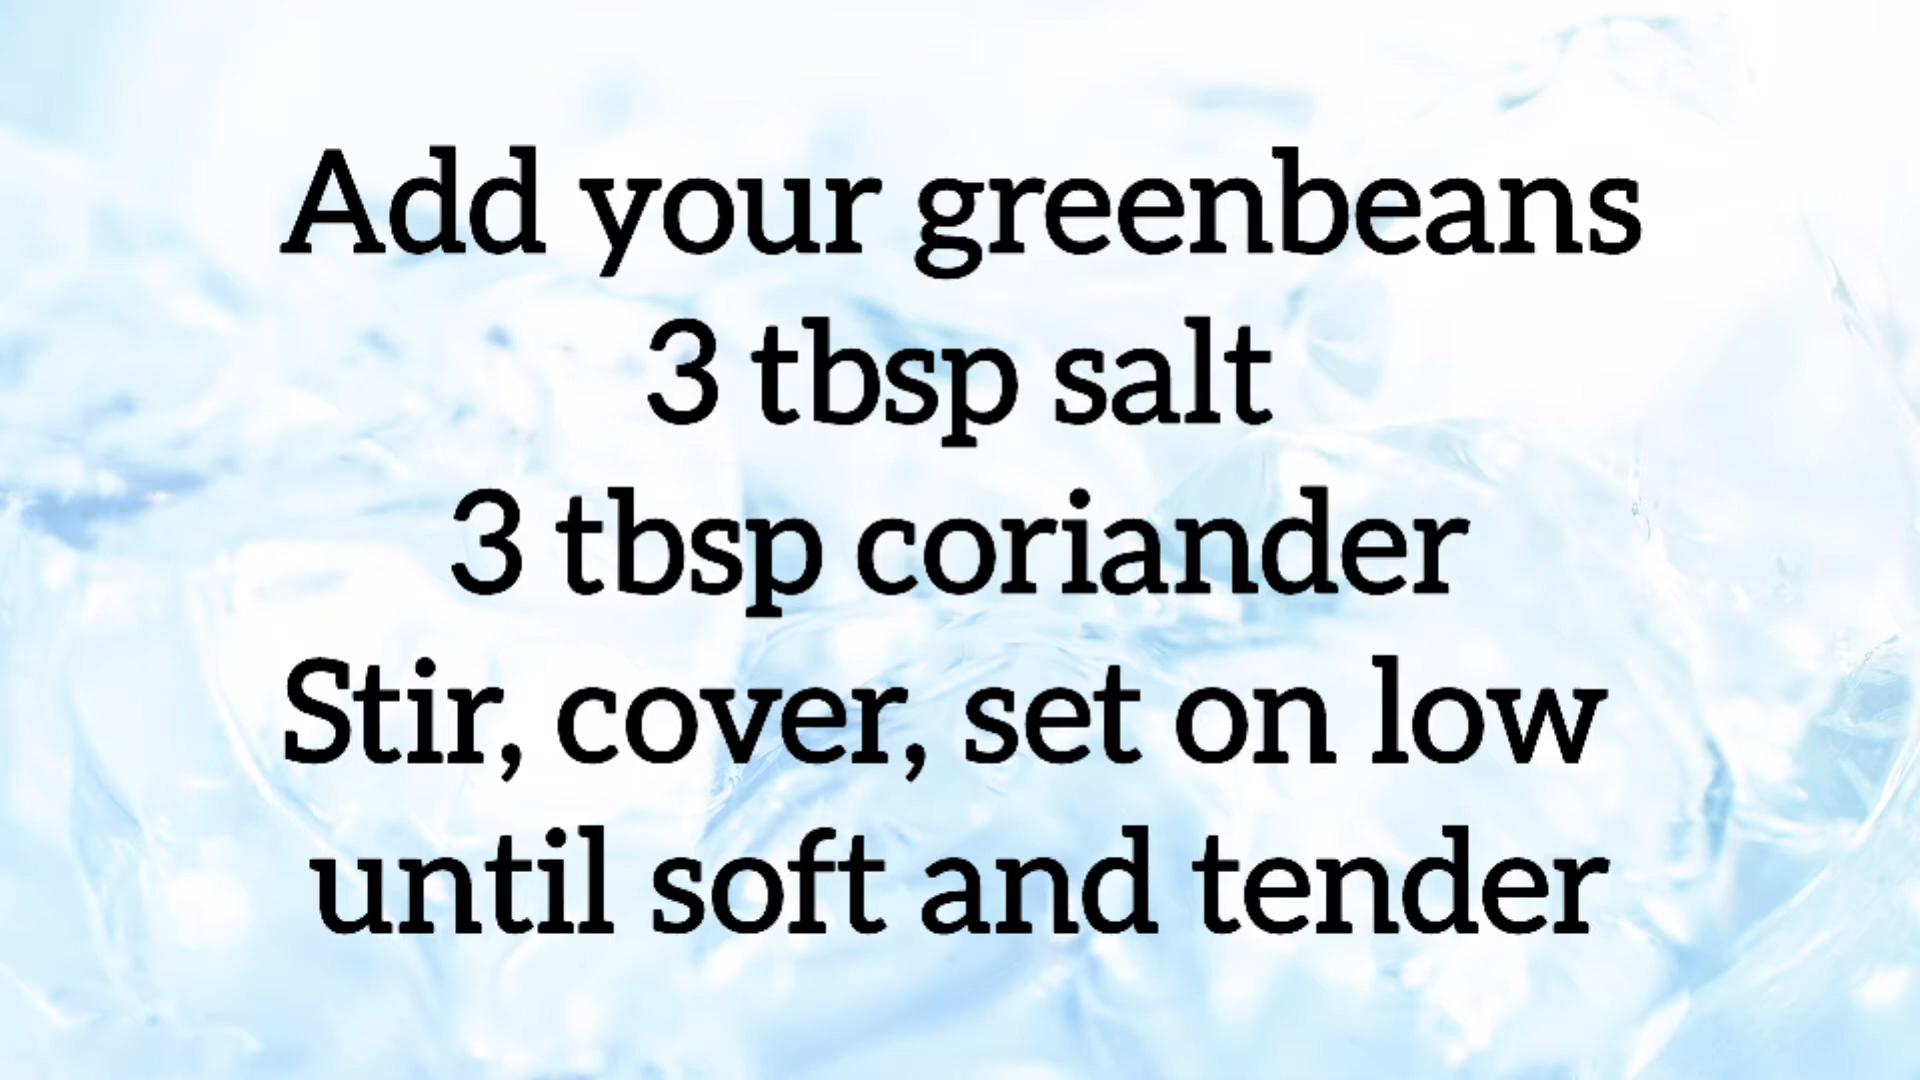 Add your greenbeans
3 tbsp salt
3 tbsp coriander
Stir, cover, set on low
until soft and tender